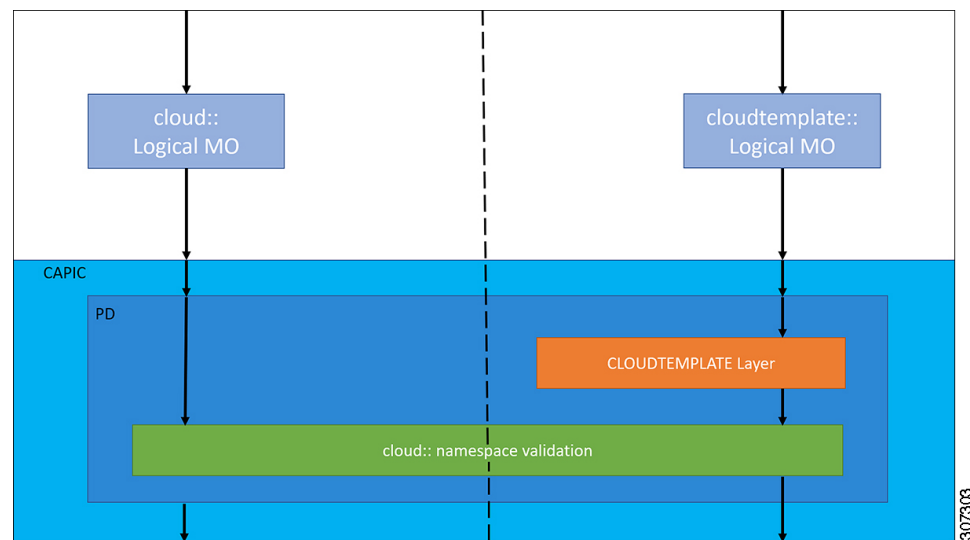 cloud::
Logical MO
cloudtemplate::
Logical MO
CAPIC
PD
CLOUDTEMPLATE Layer
cloud:: namespace validation
307303